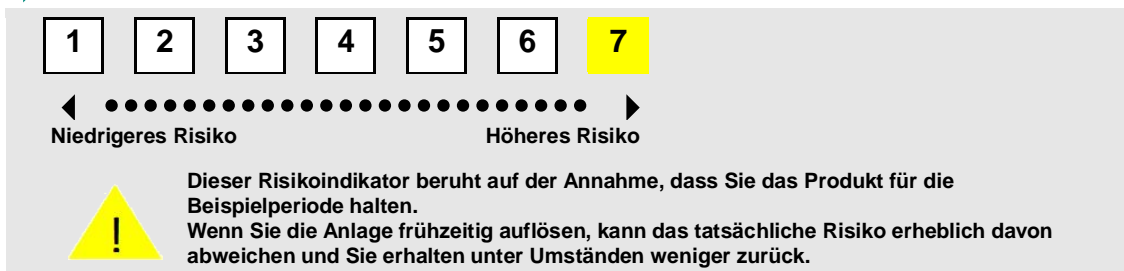 1 2 3 4 5 6 7
Niedrigeres Risiko Höheres Risiko
Dieser Risikoindikator beruht auf der Annahme, dass Sie das Produkt für die
Beispielperiode halten.
Wenn Sie die Anlage frühzeitig auflösen, kann das tatsächliche Risiko erheblich davon
abweichen und Sie erhalten unter Umständen weniger zurück.
!